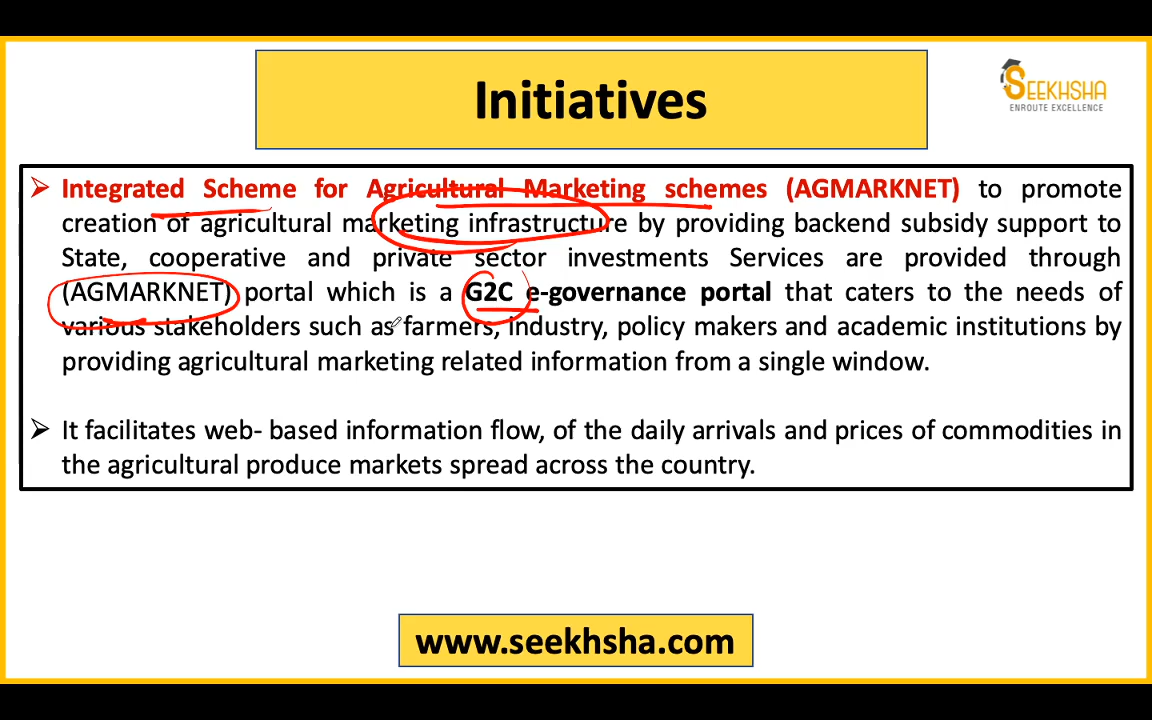 Initiatives
SEEKHSHA
ENROUTE EXCELLENCE
➢ Integrated Scheme for Agricultural Marketing schemes (AGMARKNET) to promote
creation of agricultural marketing infrastructure by providing backend subsidy support to
State, cooperative and private sector investments Services are provided through
(AGMARKNET) portal which is a G2C e-governance portal that caters to the needs of
various stakeholders such as farmers, industry, policy makers and academic institutions by
providing agricultural marketing related information from a single window.
➢ It facilitates web- based information flow, of the daily arrivals and prices of commodities in
the agricultural produce markets spread across the country.
www.seekhsha.com